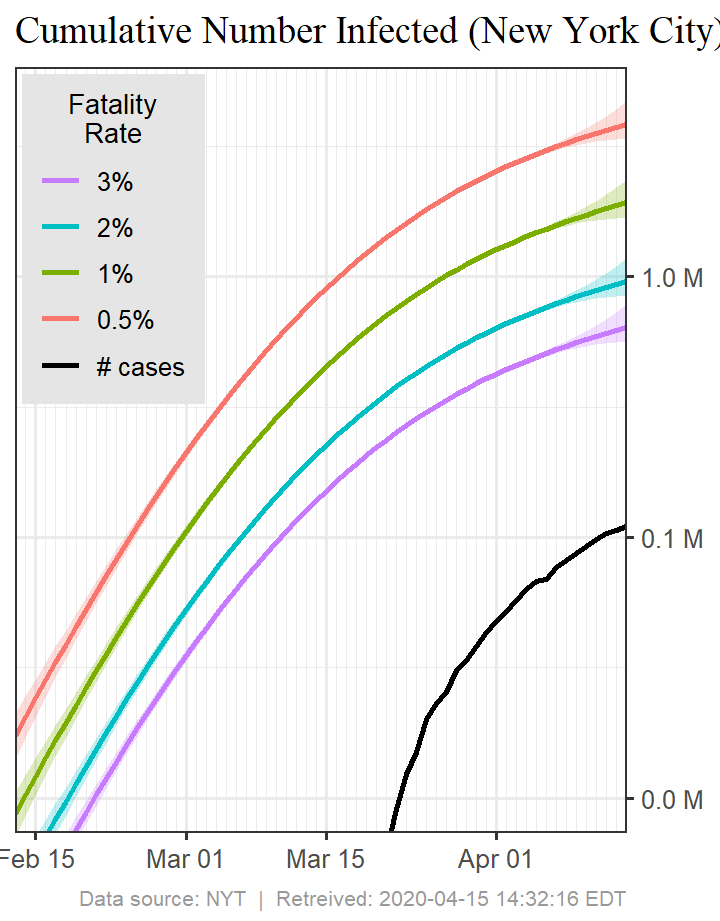 Cumulative Number Infected (New York City)
Fatality
Rate
3%
2%
1%
0.5%
# cases
1.0 M
0.1 M
0.0 M
Feb 15
Mar 01
Mar 15
Apr 01
Data source: NYT | Retreived: 2020-04-15 14:32:16 EDT